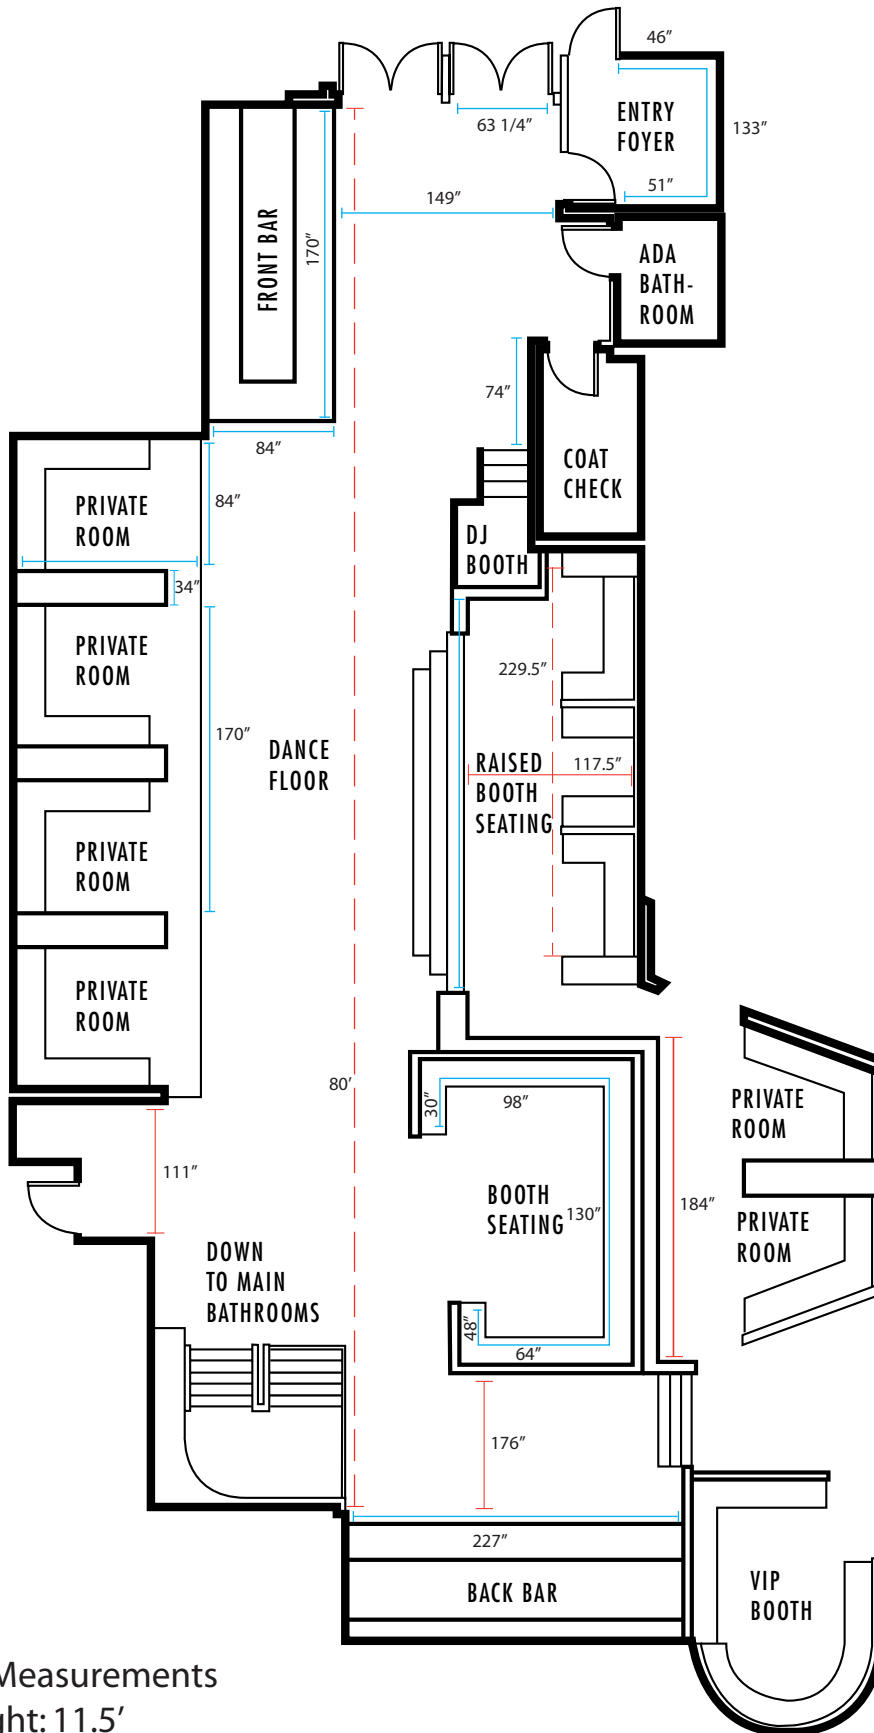 46”
ENTRY
FOYER
133”
63 1/4”
51”
149”
FRONT BAR
170”
ADA
BATH-
ROOM
74”
84”
COAT
CHECK
84”
PRIVATE
ROOM
DJ
BOOTH
34”
PRIVATE
ROOM
229.5”
170”
DANCE
FLOOR
RAISED
BOOTH
SEATING
117.5”
PRIVATE
ROOM
PRIVATE
ROOM
80’
30”
98”
PRIVATE
ROOM
111”
BOOTH
SEATING
130”
184”
PRIVATE
ROOM
DOWN
TO MAIN
BATHROOMS
48”
64”
176”
227”
BACK BAR
VIP
BOOTH
Measurements
ght: 11.5’